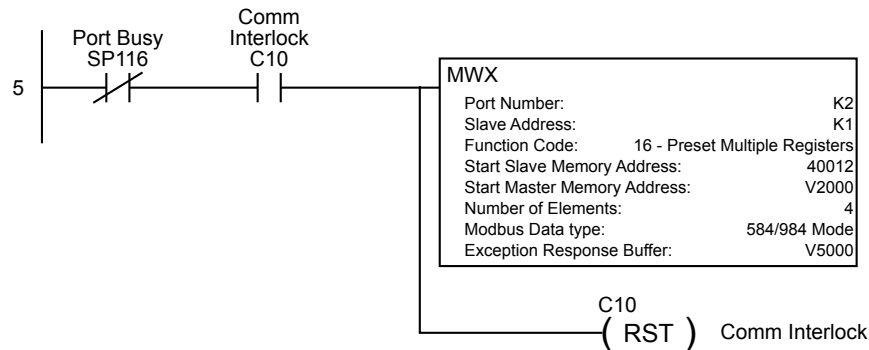 Comm
Interlock
C10
Port Busy
SP116
5
MWX
Port Number: K2
Slave Address: K1
Function Code: 16 - Preset Multiple Registers
Start Slave Memory Address: 40012
Start Master Memory Address: V2000
Number of Elements: 4
Modbus Data type: 584/984 Mode
Exception Response Buffer: V5000
C10
( RST ) Comm Interlock